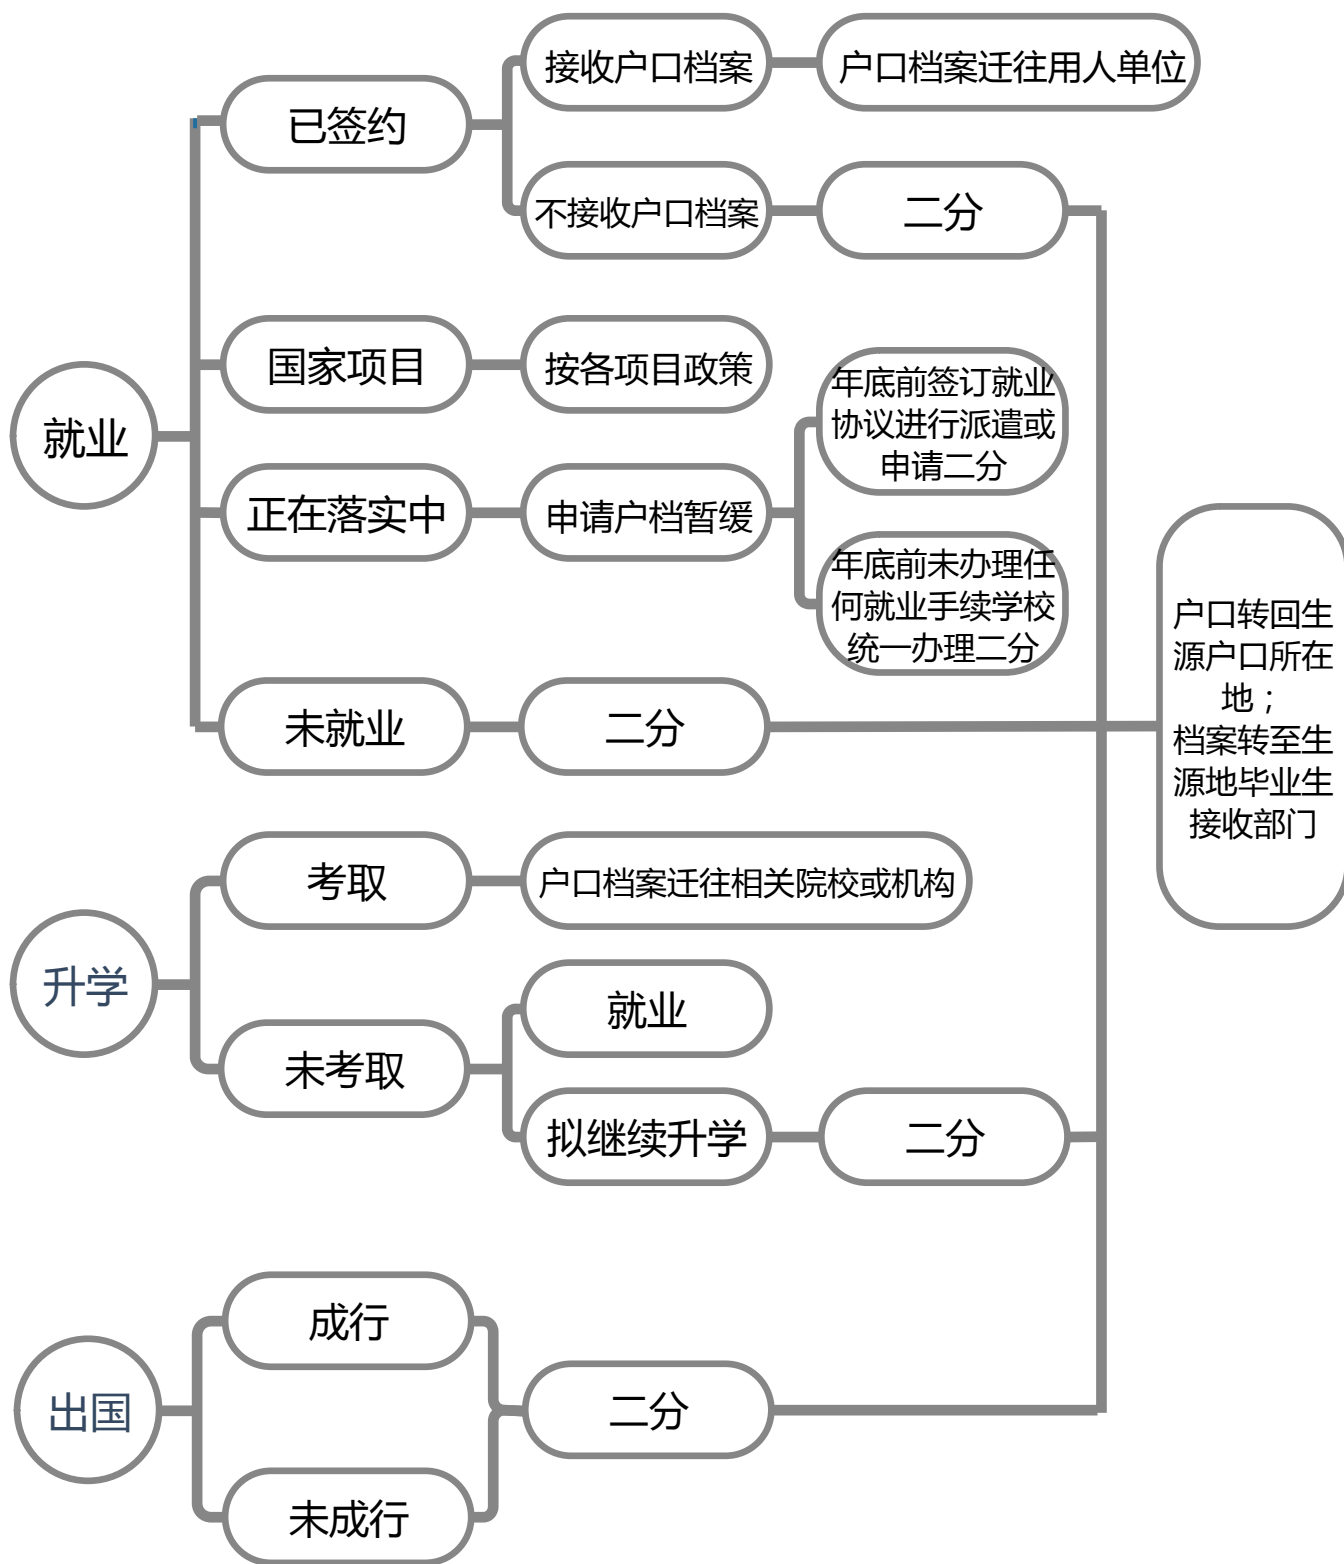 接收户口档案
户口档案迁往用人单位
已签约
不接收户口档案
二分
国家项目
按各项目政策
年底前签订就业
协议进行派遣或
申请二分
就业
正在落实中
申请户档暂缓
年底前未办理任
何就业手续学校
统一办理二分
未就业
二分
户口转回生
源户口所在
地；
档案转至生
源地毕业生
接收部门
考取
户口档案迁往相关院校或机构
升学
就业
未考取
拟继续升学
二分
成行
出国
二分
未成行